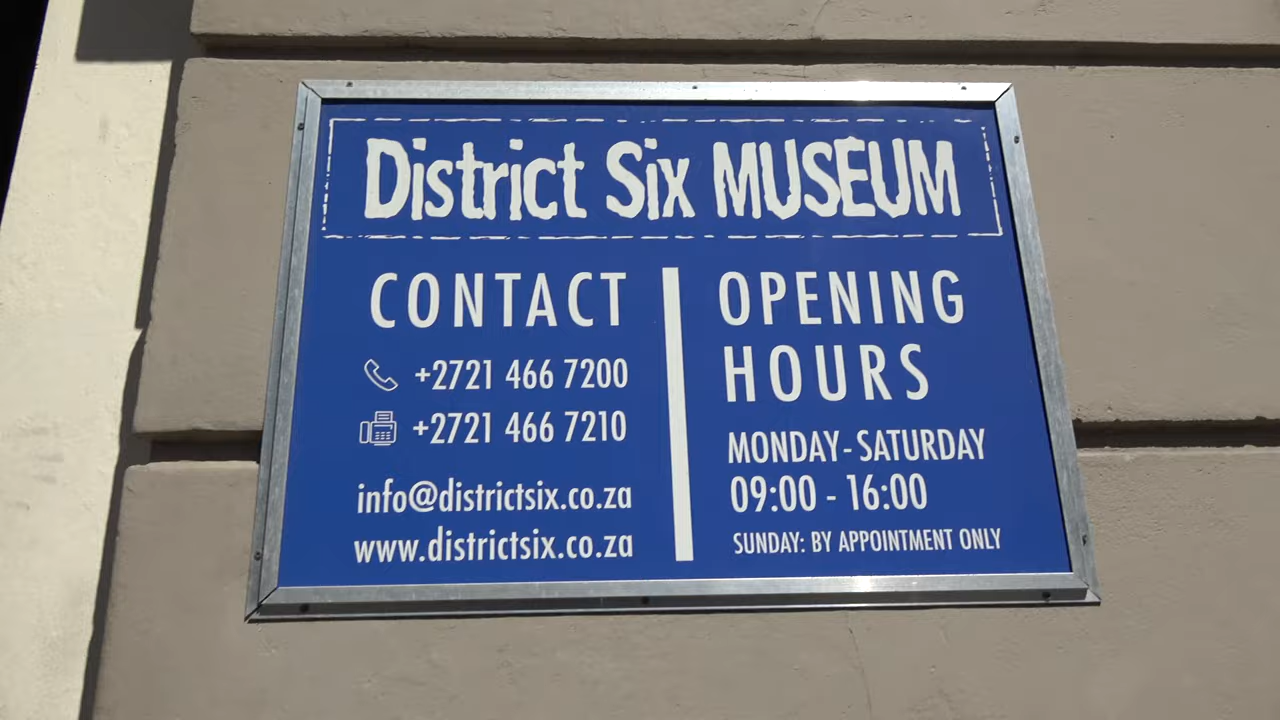 District Six MUSEUM
CONTACT
+2721 466 7200
+2721 466 7210
info@districtsix.co.za
www.districtsix.co.za
OPENING
HOURS
MONDAY-SATURDAY
09:00 - 16:00
SUNDAY: BY APPOINTMENT ONLY